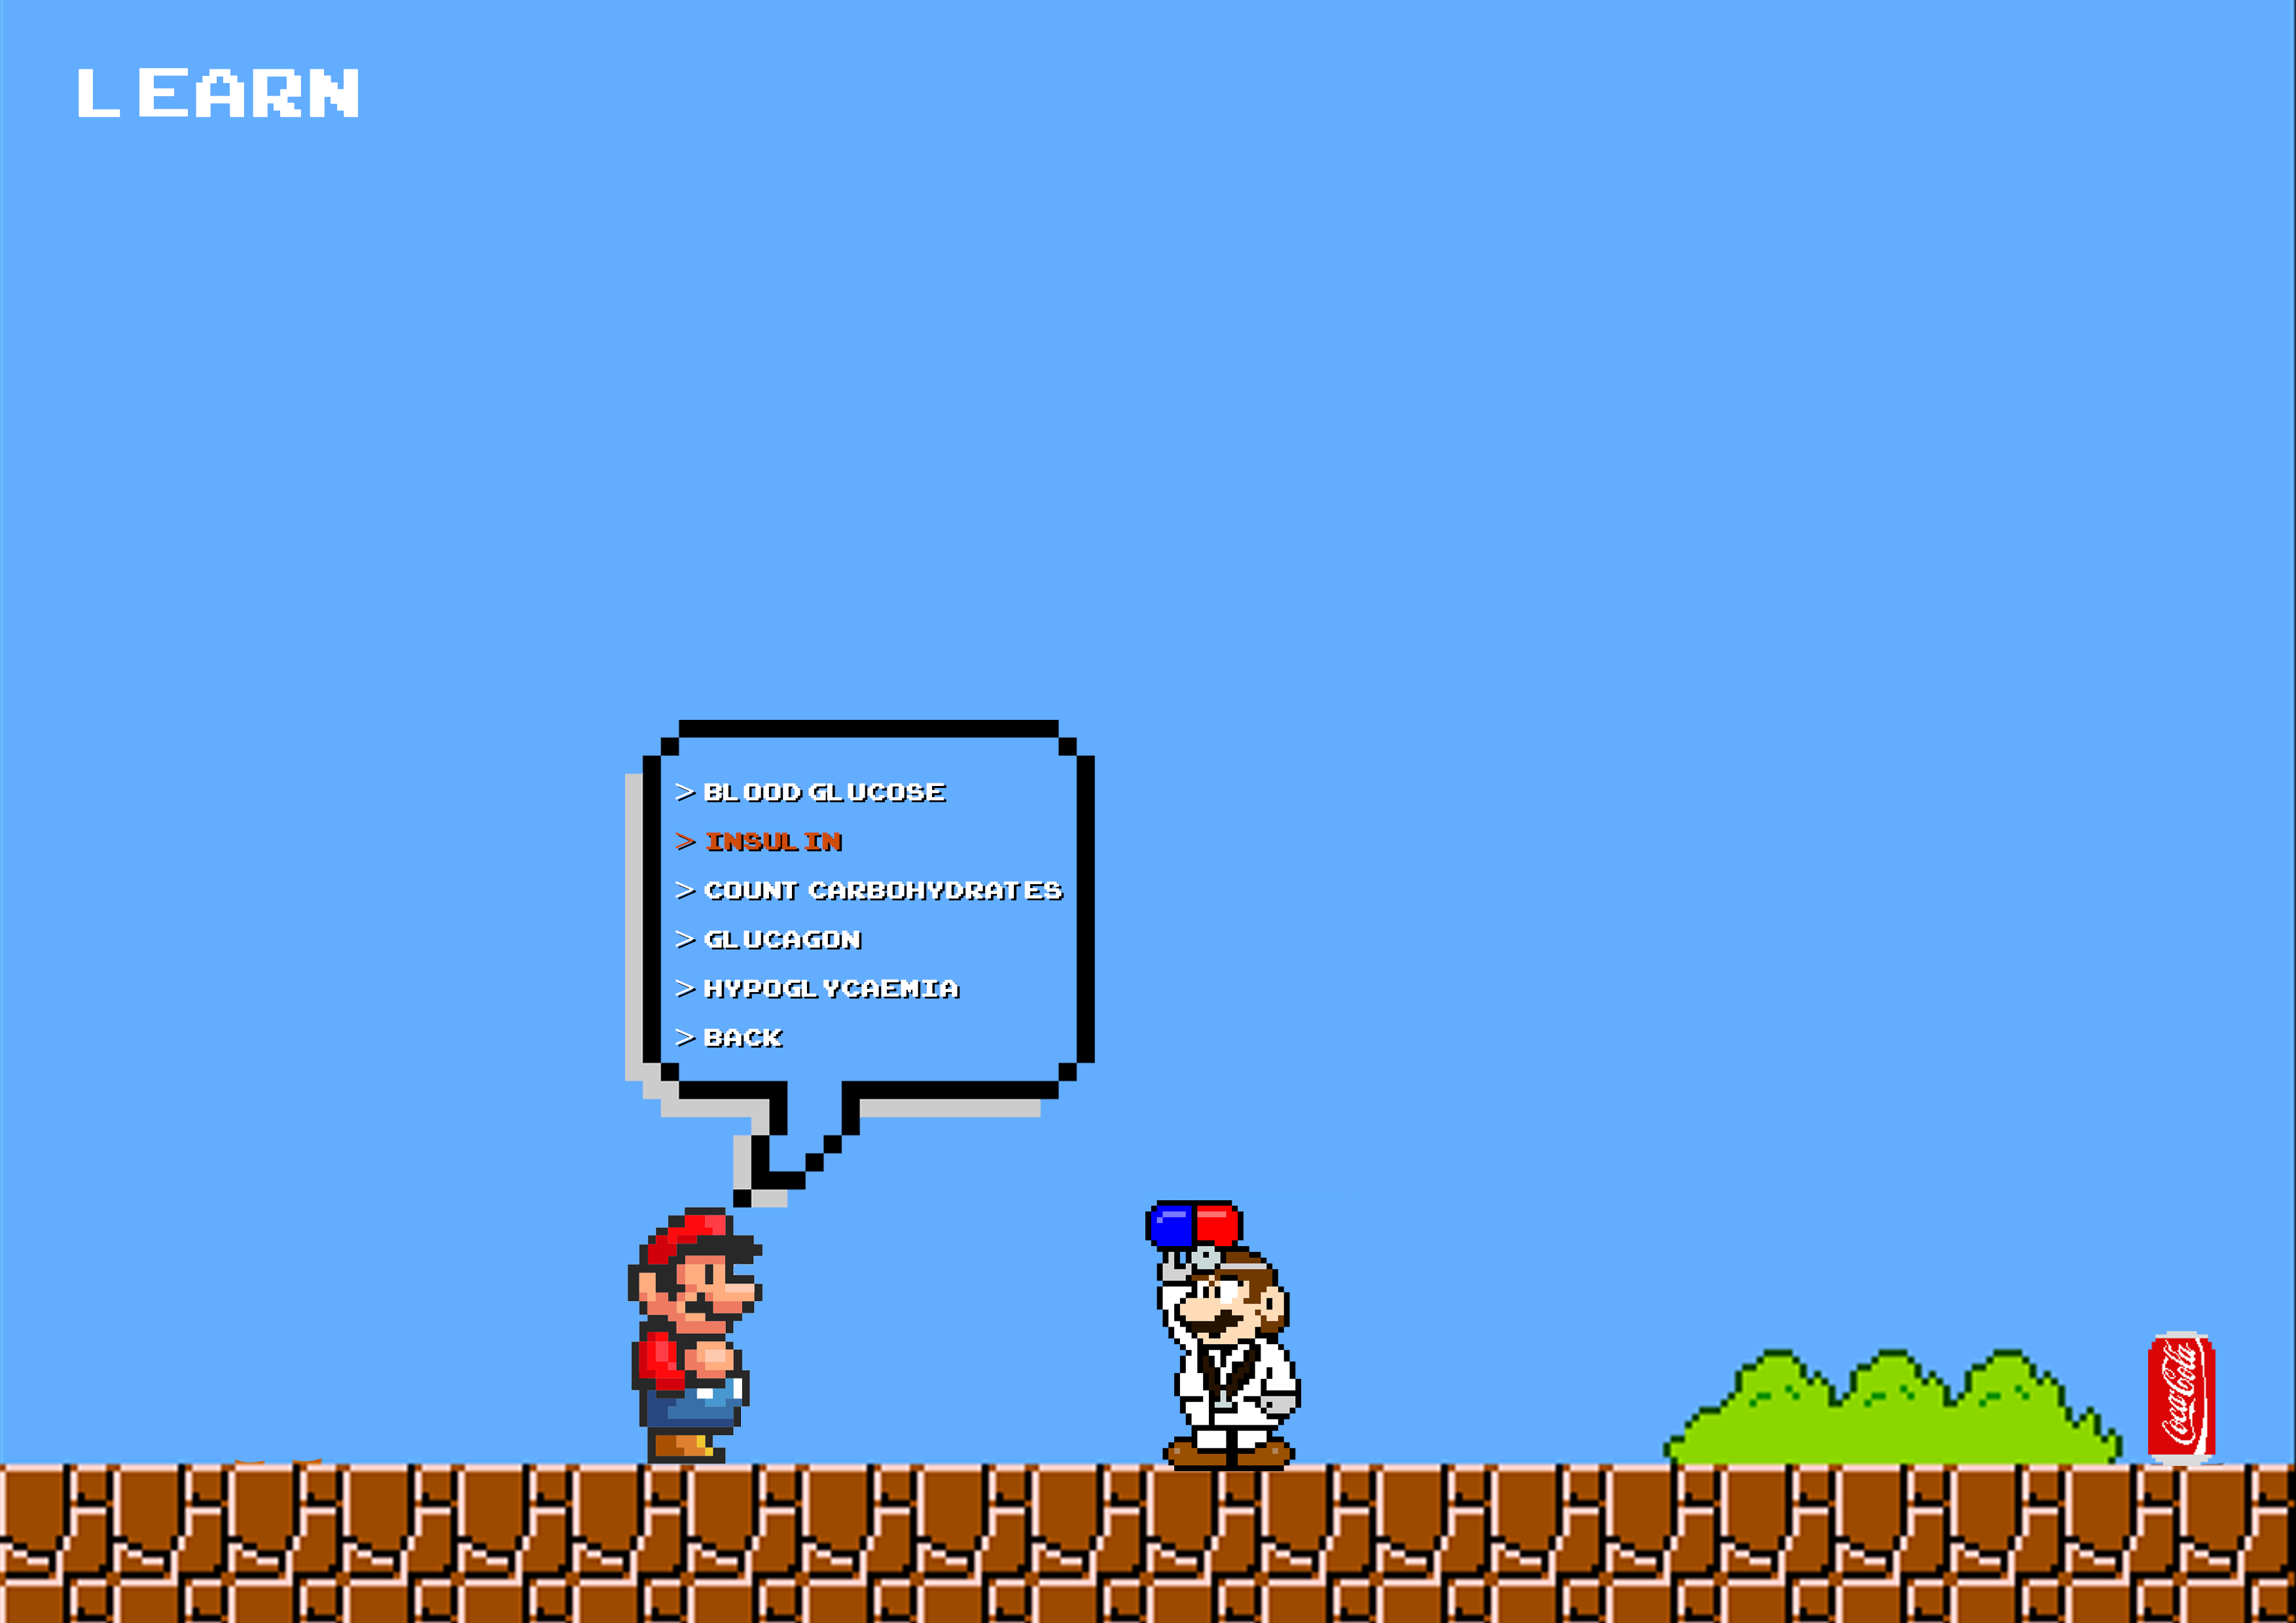 LEARN
> BLOOD GLUCOSE
> INSULIN
> COUNT CARBOHYDRATES
> GLUCAGON
> HYPOGLYCAEMIA
> BACK
Coca-Cola